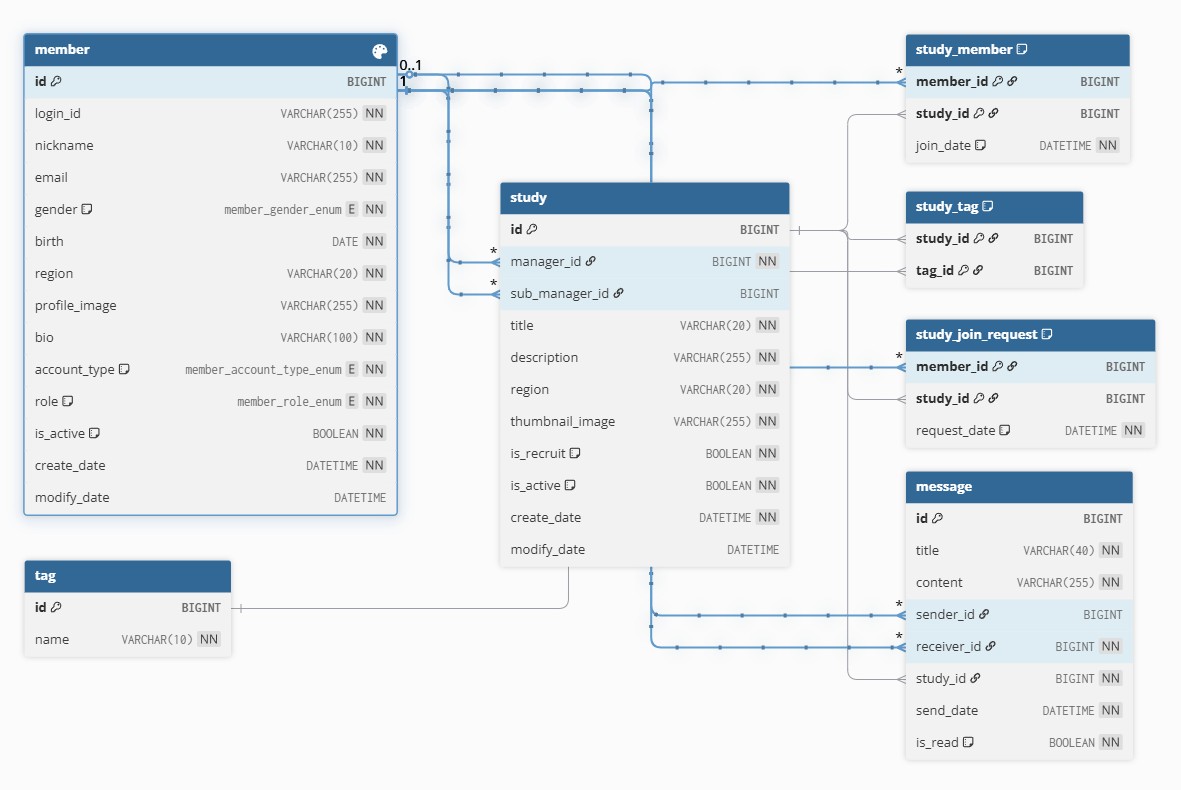 member
id BIGINT
login_id VARCHAR(255) NN
nickname VARCHAR(10) NN
email VARCHAR(255) NN
gender member_gender_enum E NN
birth DATE NN
region VARCHAR(20) NN
profile_image VARCHAR(255) NN
bio VARCHAR(100) NN
account_type member_account_type_enum E NN
role member_role_enum E NN
is_active BOOLEAN NN
create_date DATETIME NN
modify_date DATETIME
0..1
1
tag
id BIGINT
name VARCHAR(10) NN
study
id BIGINT
* manager_id BIGINT NN
* sub_manager_id BIGINT
title VARCHAR(20) NN
description VARCHAR(255) NN
region VARCHAR(20) NN
thumbnail_image VARCHAR(255) NN
is_recruit BOOLEAN NN
is_active BOOLEAN NN
create_date DATETIME NN
modify_date DATETIME
study_member
* member_id BIGINT
study_id BIGINT
join_date DATETIME NN
study_tag
study_id BIGINT
tag_id BIGINT
study_join_request
* member_id BIGINT
study_id BIGINT
request_date DATETIME NN
message
id BIGINT
title VARCHAR(40) NN
content VARCHAR(255) NN
* sender_id BIGINT
* receiver_id BIGINT NN
study_id BIGINT NN
send_date DATETIME NN
is_read BOOLEAN NN